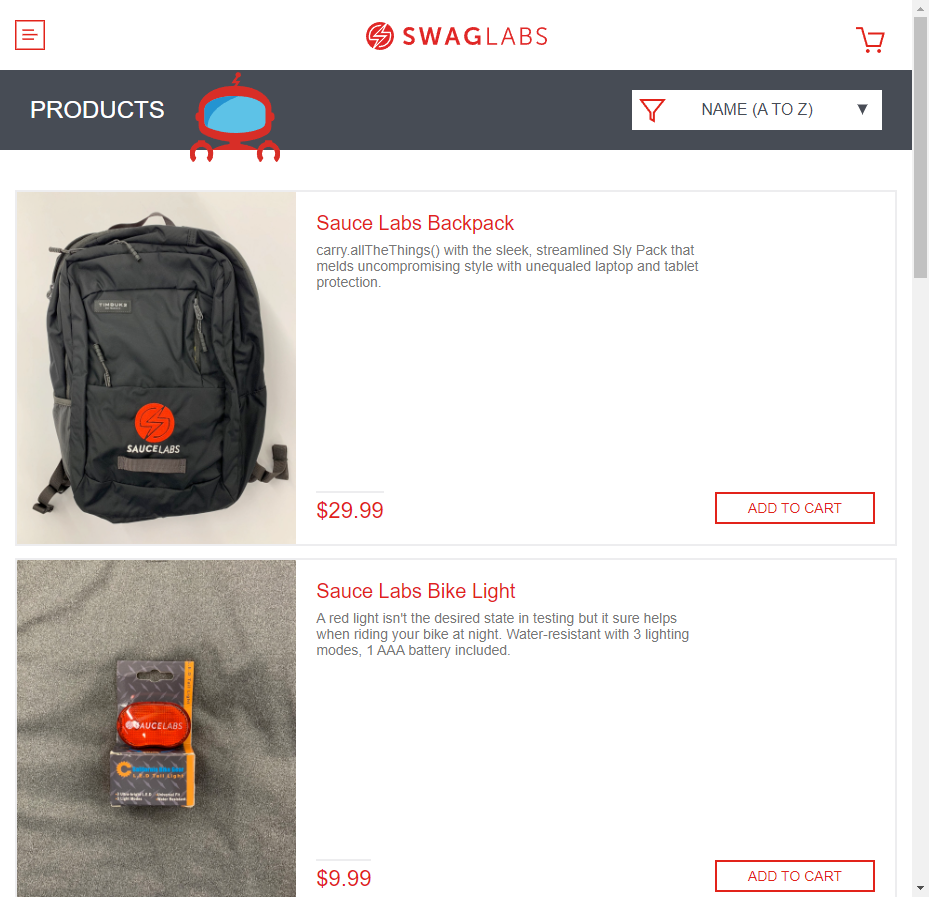 SWAGLABS
PRODUCTS
NAME (A TO Z)
Sauce Labs Backpack
carry.allTheThings() with the sleek, streamlined Sly Pack that
melds uncompromising style with unequaled laptop and tablet
protection.
SAUCELABS
$29.99
ADD TO CART
Sauce Labs Bike Light
A red light isn't the desired state in testing but it sure helps
when riding your bike at night. Water-resistant with 3 lighting
modes, 1 AAA battery included.
SAUCELABS
L.E.D Tail Light
$9.99
ADD TO CART